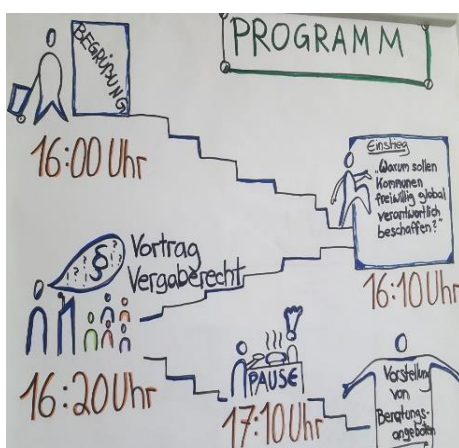 PROGRAMM
BEGRÜßUNG
16:00 Uhr
Einstieg
"Warum sollen
Kommunen
freiwillig global
verantwortlich
beschaffen?"
16:10 Uhr
§
Vortrag
Vergaberecht
16:20 Uhr
PAUSE
17:10 Uhr
Vorstellung
von
Beratungs-
angeboten